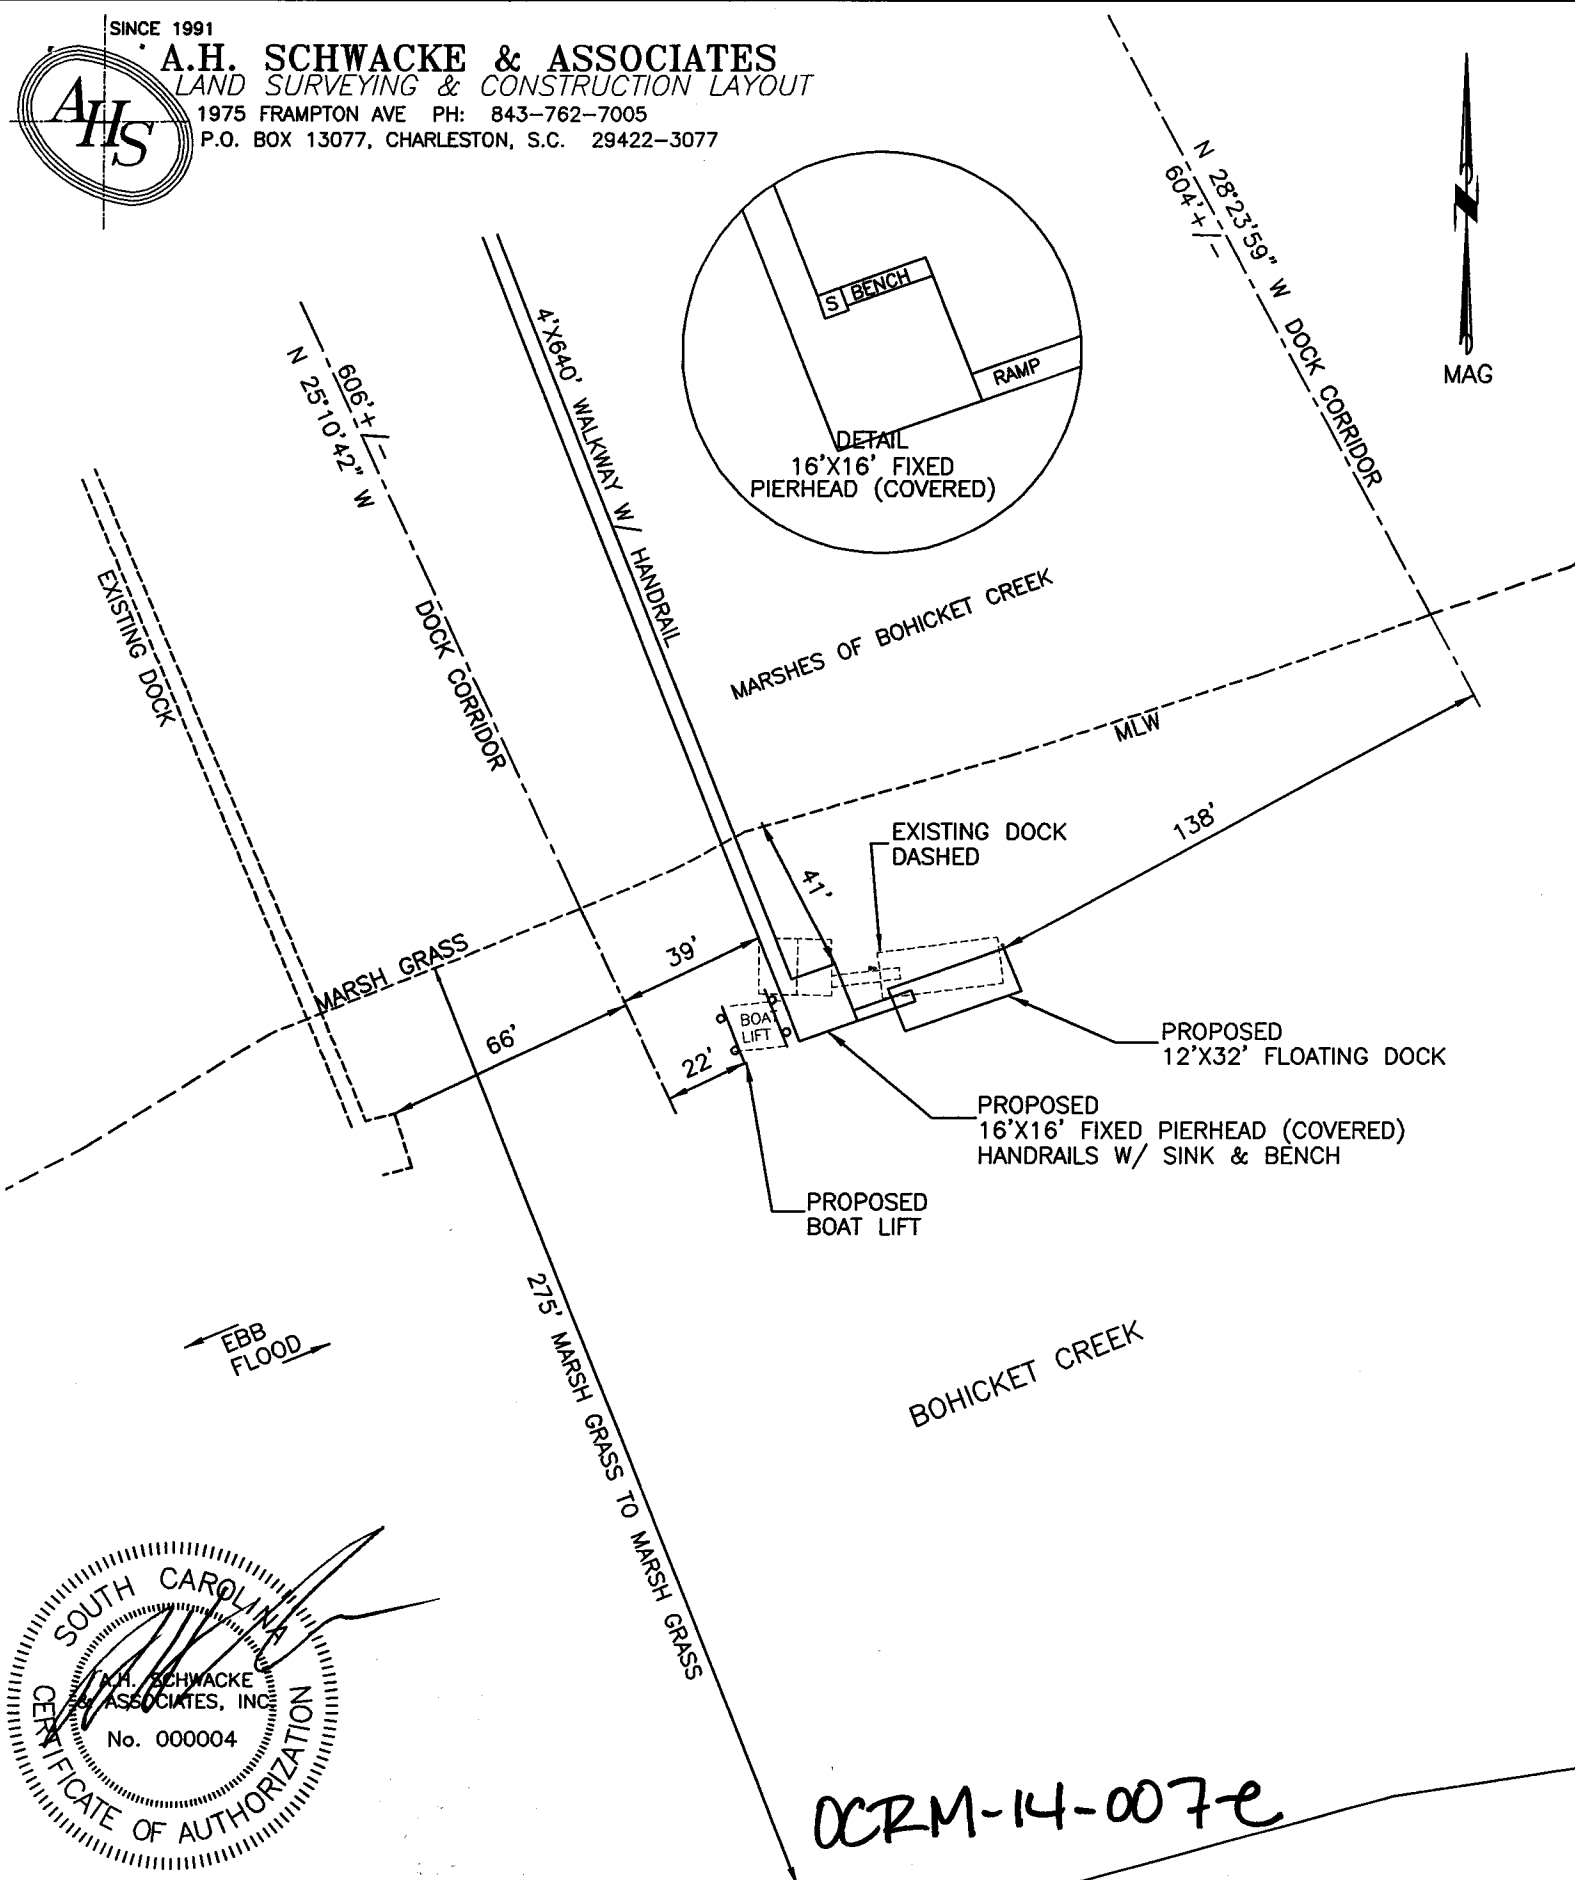 SINCE 1991
A.H. SCHWACKE & ASSOCIATES
LAND SURVEYING & CONSTRUCTION LAYOUT
1975 FRAMPTON AVE PH: 843-762-7005
P.O. BOX 13077, CHARLESTON, S.C. 29422-3077
AHS
N 28°23'59" W DOCK CORRIDOR
604'+/-
MAG
S
BENCH
RAMP
DETAIL
16'X16' FIXED
PIERHEAD (COVERED)
4'X640' WALKWAY W/ HANDRAIL
606'+/-
N 25°10'42" W
DOCK CORRIDOR
EXISTING DOCK
MARSHES OF BOHICKET CREEK
MLW
138'
EXISTING DOCK
DASHED
41'
39'
MARSH GRASS
66'
BOAT
LIFT
22'
PROPOSED
12'X32' FLOATING DOCK
PROPOSED
16'X16' FIXED PIERHEAD (COVERED)
HANDRAILS W/ SINK & BENCH
PROPOSED
BOAT LIFT
275' MARSH GRASS TO MARSH GRASS
EBB
FLOOD
BOHICKET CREEK
SOUTH CAROLINA
A.H. SCHWACKE
& ASSOCIATES, INC
No. 000004
CERTIFICATE OF AUTHORIZATION
OCRM-14-007-e